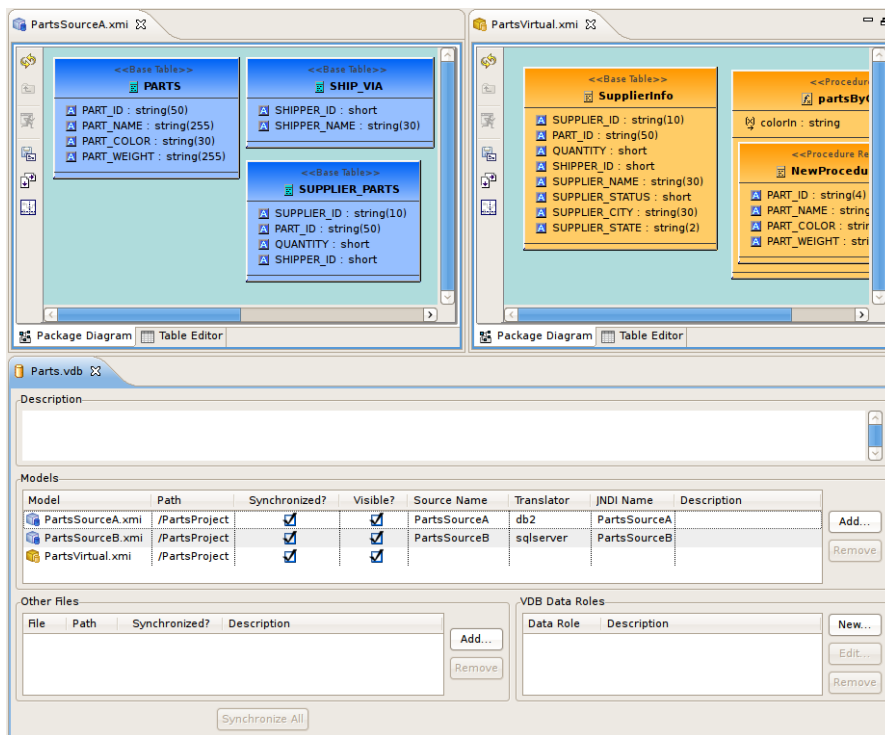 PartsSourceA.xmi
<<Base Table>>
PARTS
PART_ID : string(50)
PART_NAME : string(255)
PART_COLOR : string(30)
PART_WEIGHT : string(255)
<<Base Table>>
SHIP_VIA
SHIPPER_ID : short
SHIPPER_NAME : string(30)
<<Base Table>>
SUPPLIER_PARTS
SUPPLIER_ID : string(10)
PART_ID : string(50)
QUANTITY : short
SHIPPER_ID : short
Package Diagram Table Editor
PartsVirtual.xmi
<<Base Table>>
SupplierInfo
SUPPLIER_ID : string(10)
PART_ID : string(50)
QUANTITY : short
SHIPPER_ID : short
SUPPLIER_NAME : string(30)
SUPPLIER_STATUS : short
SUPPLIER_CITY : string(30)
SUPPLIER_STATE : string(2)
<<Procedur
partsByC
colorIn : string
<<Procedure Re
NewProcedu
PART_ID : string(4)
PART_NAME : string
PART_COLOR : strin
PART_WEIGHT : stri
Package Diagram Table Editor
Parts.vdb
Description
Models
Model Path Synchronized? Visible? Source Name Translator JNDI Name Description
PartsSourceA.xmi /PartsProject PartsSourceA db2 PartsSourceA
PartsSourceB.xmi /PartsProject PartsSourceB sqlserver PartsSourceB
PartsVirtual.xmi /PartsProject
Add...
Remove
Other Files
File Path Synchronized? Description
Add...
Remove
VDB Data Roles
Data Role Description
New...
Edit...
Remove
Synchronize All